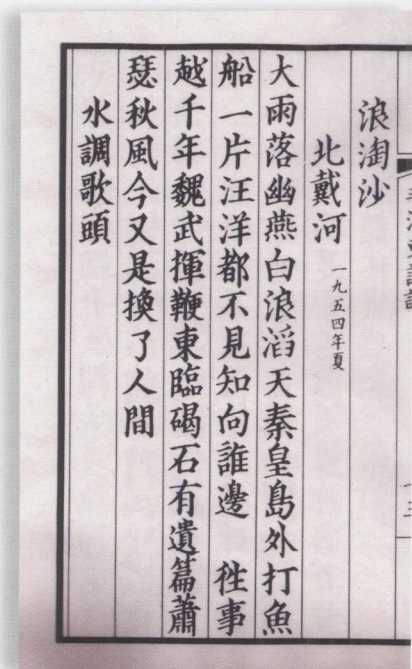 浪淘沙
北戴河 一九五四年夏
大雨落幽燕白浪滔天秦皇島外打魚
船一片汪洋都不見知向誰邊　徃事
越千年魏武揮鞭東臨碣石有遺篇蕭
瑟秋風今又是換了人間
水調歌頭